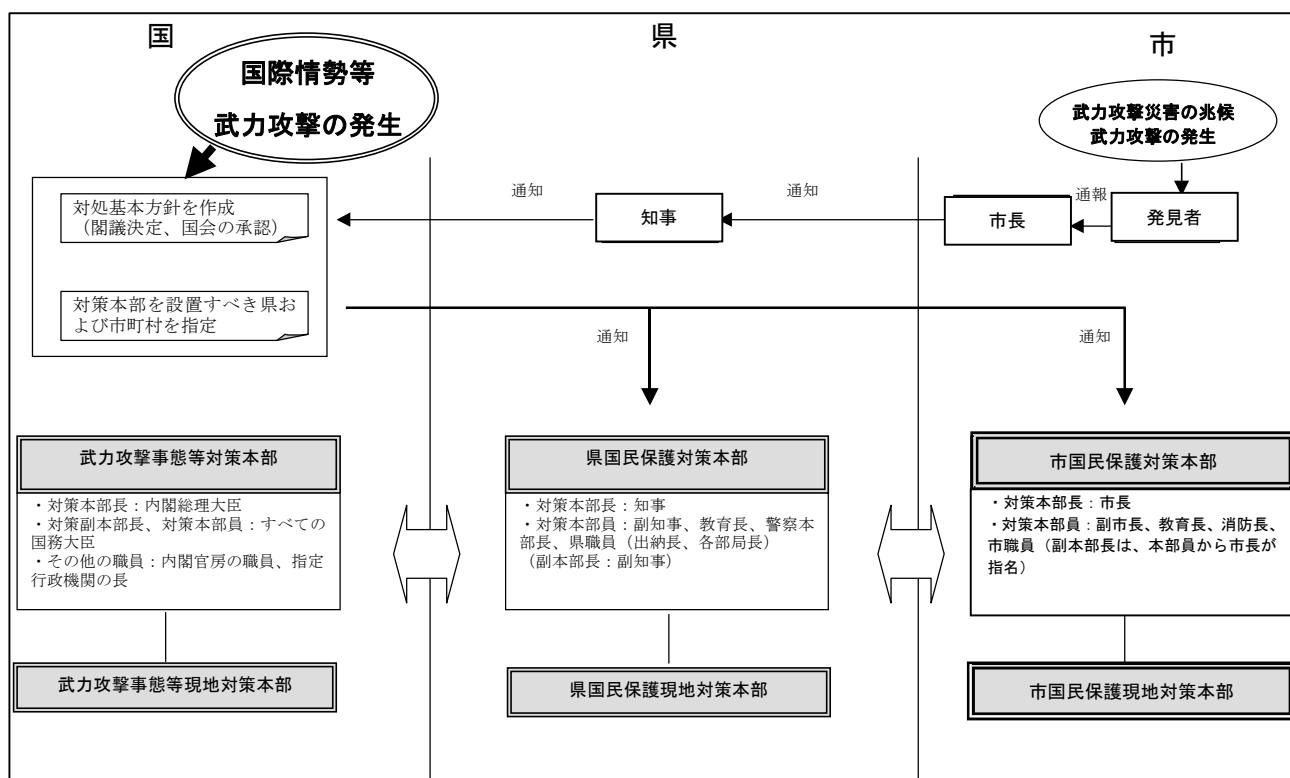 国
県
市
国際情勢等
武力攻撃の発生
武力攻撃災害の兆候
武力攻撃の発生
対処基本方針を作成
（閣議決定、国会の承認）
通知
知事
通知
市長
通報
発見者
対策本部を設置すべき県お
よび市町村を指定
通知
通知
武力攻撃事態等対策本部
・対策本部長：内閣総理大臣
・対策副本部長、対策本部員：すべての
国務大臣
・その他の職員：内閣官房の職員、指定
行政機関の長
県国民保護対策本部
・対策本部長：知事
・対策本部員：副知事、教育長、警察本
部長、県職員（出納長、各部局長）
（副本部長：副知事）
市国民保護対策本部
・対策本部長：市長
・対策本部員：副市長、教育長、消防長、
市職員（副本部長は、本部員から市長が
指名）
武力攻撃事態等現地対策本部
県国民保護現地対策本部
市国民保護現地対策本部